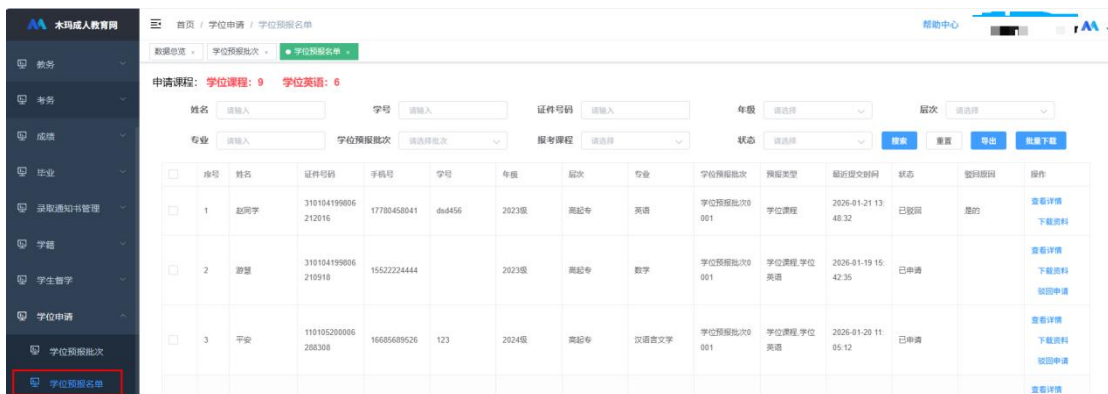 木玛成人教育网
首页 / 学位申请 / 学位预报名单
帮助中心
数据总览
学位预报批次
学位预报名单
教务
考务
成绩
毕业
录取通知书管理
学籍
学生督学
学位申请
学位预报批次
学位预报名单
申请课程： 学位课程：9 学位英语：6
姓名 请输入 学号 请输入 证件号码 请输入 年级 请选择 层次 请选择
专业 请输入 学位预报批次 请选择批次 报考课程 请选择 状态 请选择 搜索 重置 导出 批量下载
序号 姓名 证件号码 手机号 学号 年级 层次 专业 学位预报批次 预报类型 最近提交时间 状态 驳回原因 操作
1 赵同学 310104199806212016 17780458041 dsd456 2023级 高起专 英语 学位预报批次0001 学位课程 2026-01-21 13:48:32 已驳回 是的 查看详情 下载资料
2 游慧 310104199806210918 15522224444 2023级 高起专 数学 学位预报批次0001 学位课程,学位英语 2026-01-19 15:42:35 已申请 查看详情 下载资料 驳回申请
3 平安 110105200006288308 16685689526 123 2024级 高起专 汉语言文学 学位预报批次0001 学位课程,学位英语 2026-01-20 11:05:12 已申请 查看详情 下载资料 驳回申请
查看详情